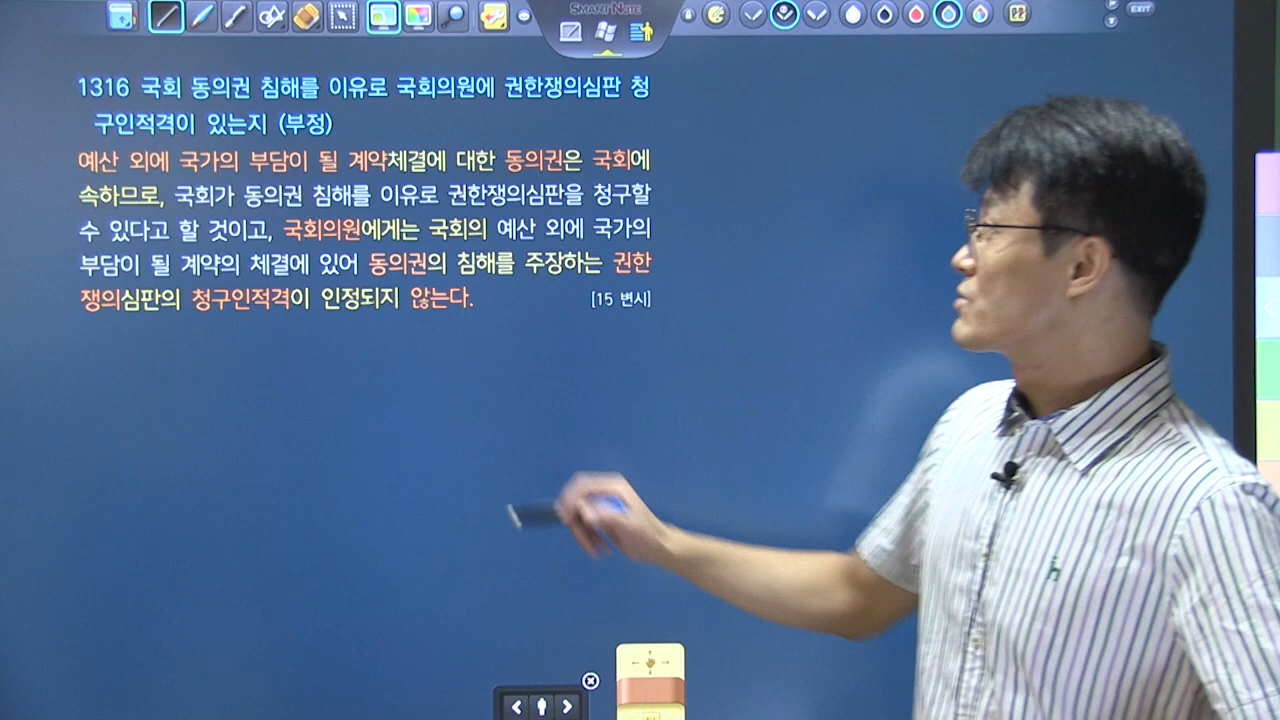 SMART NOTE
EXIT
1316 국회 동의권 침해를 이유로 국회의원에 권한쟁의심판 청
구인적격이 있는지 (부정)
예산 외에 국가의 부담이 될 계약체결에 대한 동의권은 국회에
속하므로, 국회가 동의권 침해를 이유로 권한쟁의심판을 청구할
수 있다고 할 것이고, 국회의원에게는 국회의 예산 외에 국가의
부담이 될 계약의 체결에 있어 동의권의 침해를 주장하는 권한
쟁의심판의 청구인적격이 인정되지 않는다.
[15 변시]